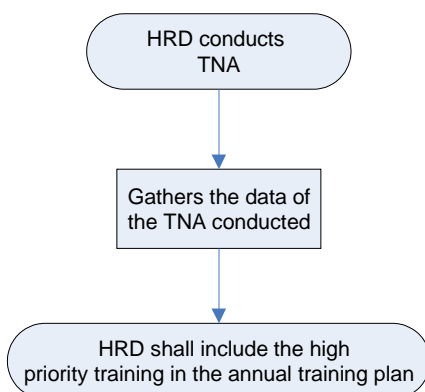 HRD conducts
TNA
Gathers the data of
the TNA conducted
HRD shall include the high
priority training in the annual training plan